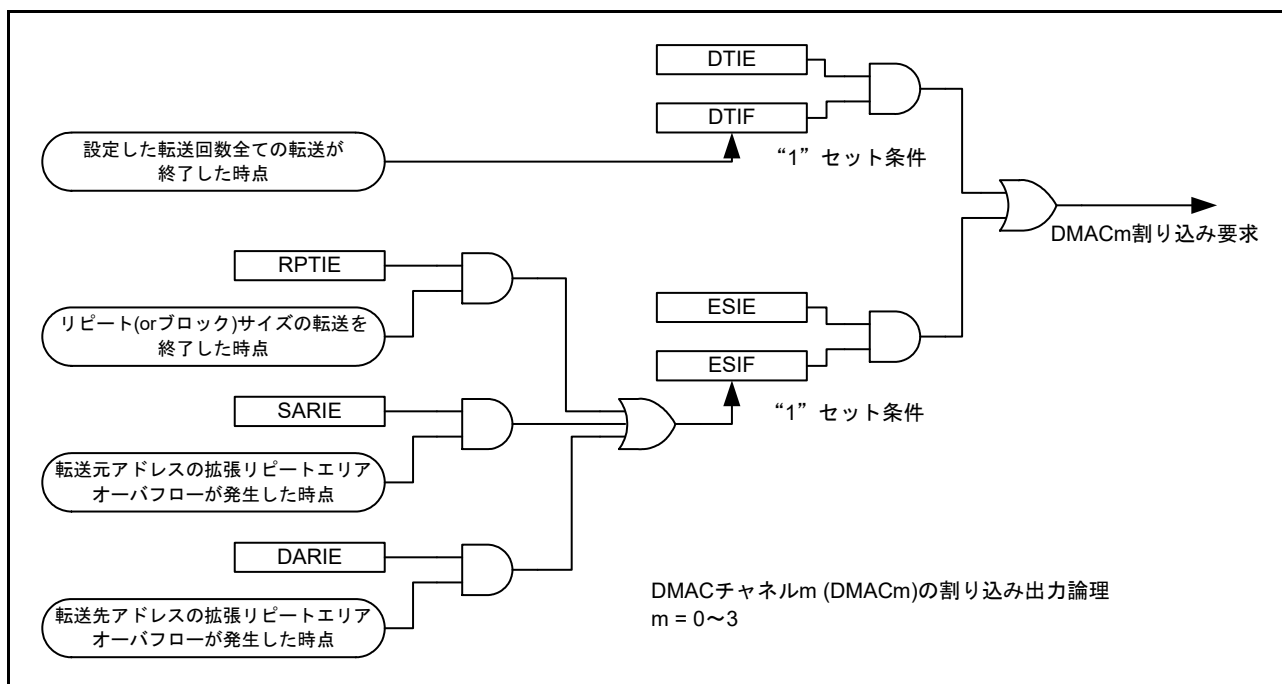 DTIE
DTIF
設定した転送回数全ての転送が
終了した時点
“1”セット条件
DMACm割り込み要求
RPTIE
リピート(orブロック)サイズの転送を
終了した時点
ESIE
ESIF
“1”セット条件
SARIE
転送元アドレスの拡張リピートエリア
オーバフローが発生した時点
DARIE
転送先アドレスの拡張リピートエリア
オーバフローが発生した時点
DMACチャネルm (DMACm)の割り込み出力論理
m = 0～3